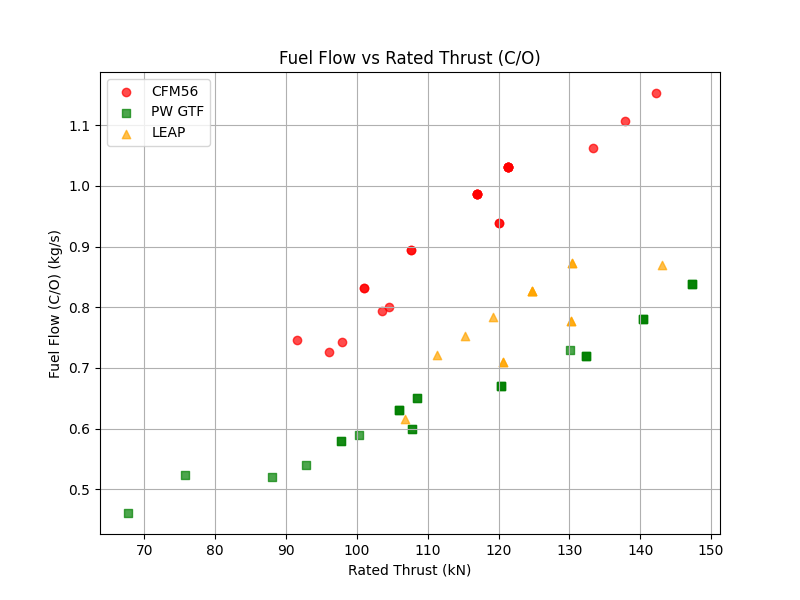 Fuel Flow vs Rated Thrust (C/O)
CFM56
PW GTF
LEAP
Fuel Flow (C/O) (kg/s)
1.1
1.0
0.9
0.8
0.7
0.6
0.5
70 80 90 100 110 120 130 140 150
Rated Thrust (kN)